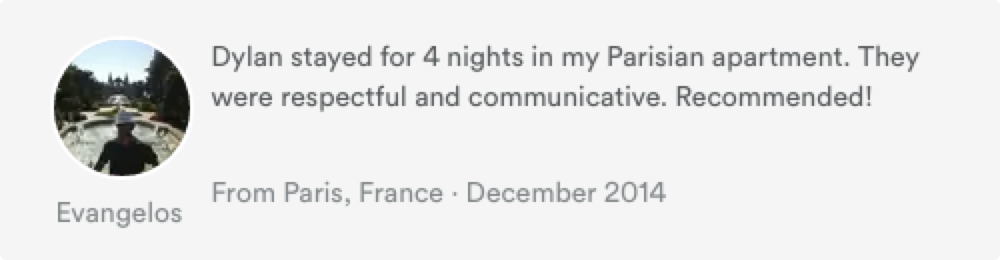 Dylan stayed for 4 nights in my Parisian apartment. They
were respectful and communicative. Recommended!
From Paris, France · December 2014
Evangelos